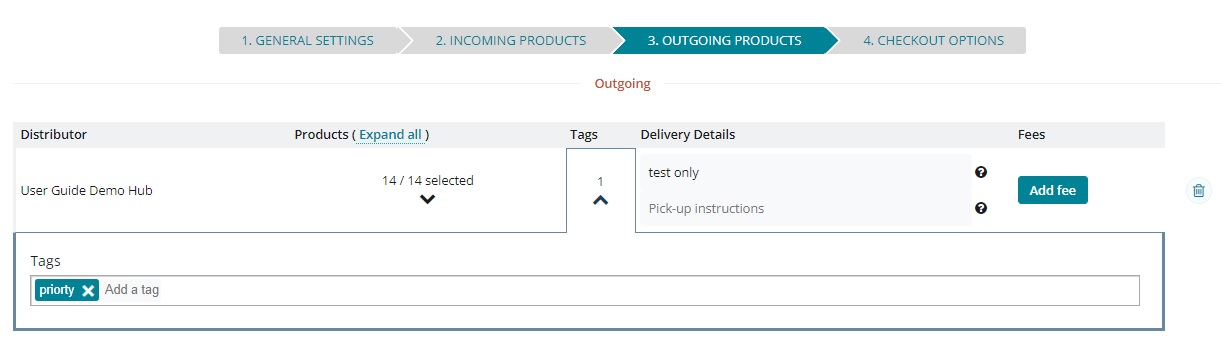 1. GENERAL SETTINGS 2. INCOMING PRODUCTS 3. OUTGOING PRODUCTS 4. CHECKOUT OPTIONS
Outgoing
Distributor Products ( Expand all ) Tags Delivery Details Fees
User Guide Demo Hub 14 / 14 selected 1 test only ? Add fee
Pick-up instructions ?
Tags
priorty Add a tag